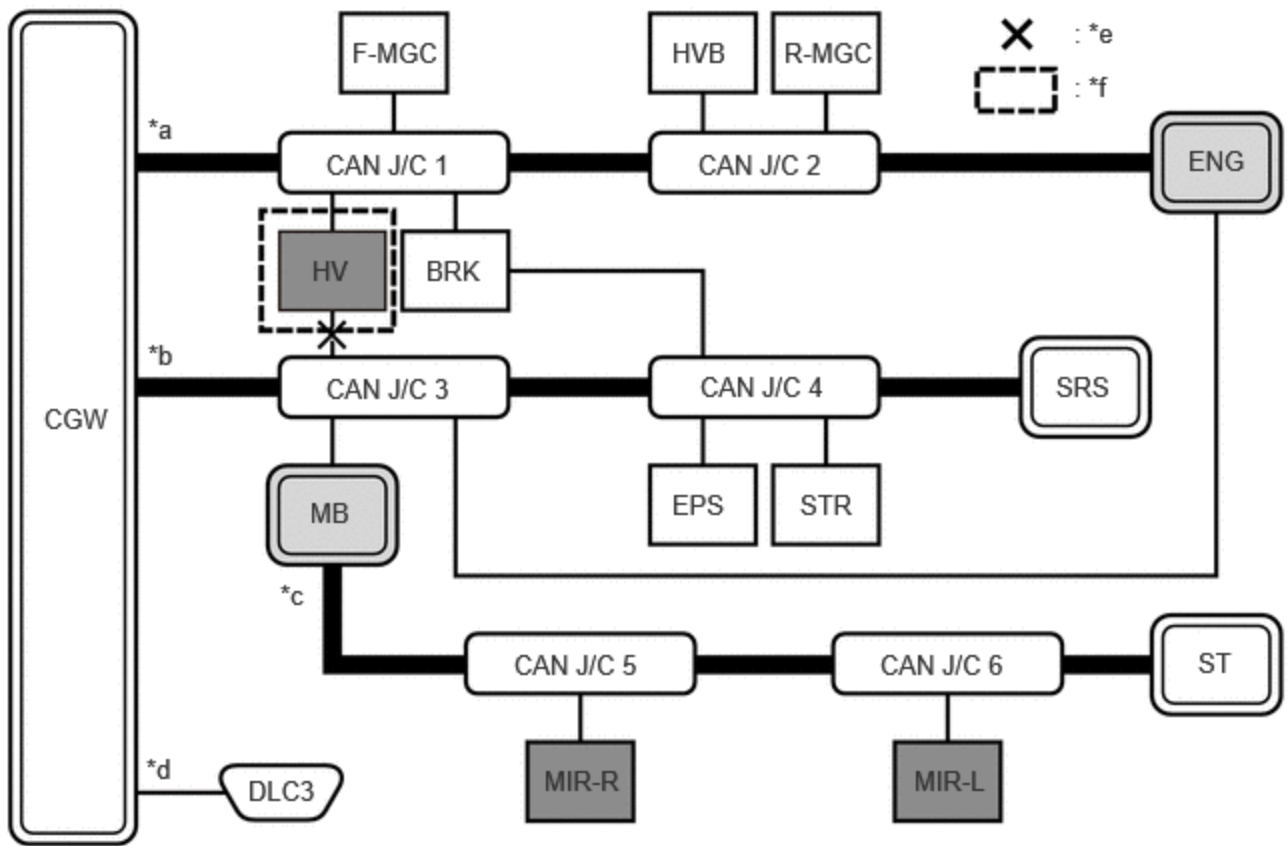 F-MGC
HVB
R-MGC
: *e
: *f
*a
CAN J/C 1
CAN J/C 2
ENG
HV
BRK
*b
CAN J/C 3
CAN J/C 4
SRS
CGW
MB
EPS
STR
*c
CAN J/C 5
CAN J/C 6
ST
*d
DLC3
MIR-R
MIR-L